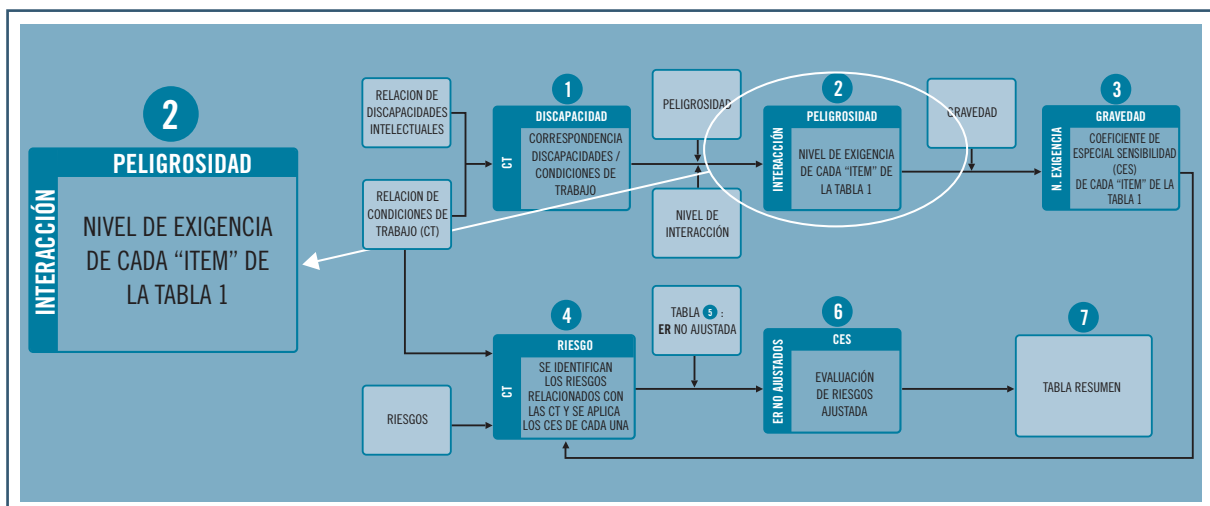 2
PELIGROSIDAD
INTERACCIÓN
NIVEL DE EXIGENCIA
DE CADA “ITEM” DE
LA TABLA 1
RELACION DE
DISCAPACIDADES
INTELECTUALES
RELACION DE
CONDICIONES DE
TRABAJO (CT)
1
DISCAPACIDAD
CT
CORRESPONDENCIA
DISCAPACIDADES /
CONDICIONES DE
TRABAJO
PELIGROSIDAD
NIVEL DE
INTERACCIÓN
2
PELIGROSIDAD
INTERACCIÓN
NIVEL DE EXIGENCIA
DE CADA “ITEM” DE
LA TABLA 1
GRAVEDAD
3
GRAVEDAD
N. EXIGENCIA
COEFICIENTE DE
ESPECIAL SENSIBILIDAD
(CES)
DE CADA “ITEM” DE LA
TABLA 1
RIESGOS
4
RIESGO
CT
SE IDENTIFICAN
LOS RIESGOS
RELACIONADOS CON
LAS CT Y SE APLICA
LOS CES DE CADA UNA
TABLA 5 :
ER NO AJUSTADA
6
CES
ER NO AJUSTADOS
EVALUACIÓN
DE RIESGOS
AJUSTADA
7
TABLA RESUMEN